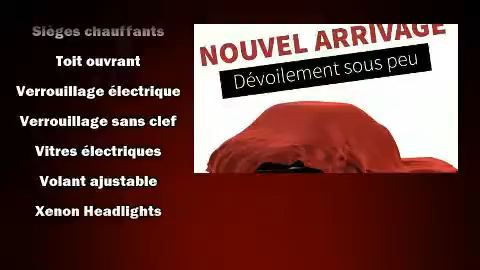 Sièges chauffants
Toit ouvrant
Verrouillage électrique
Verrouillage sans clef
Vitres électriques
Volant ajustable
Xenon Headlights
NOUVEL ARRIVAGE
Dévoilement sous peu